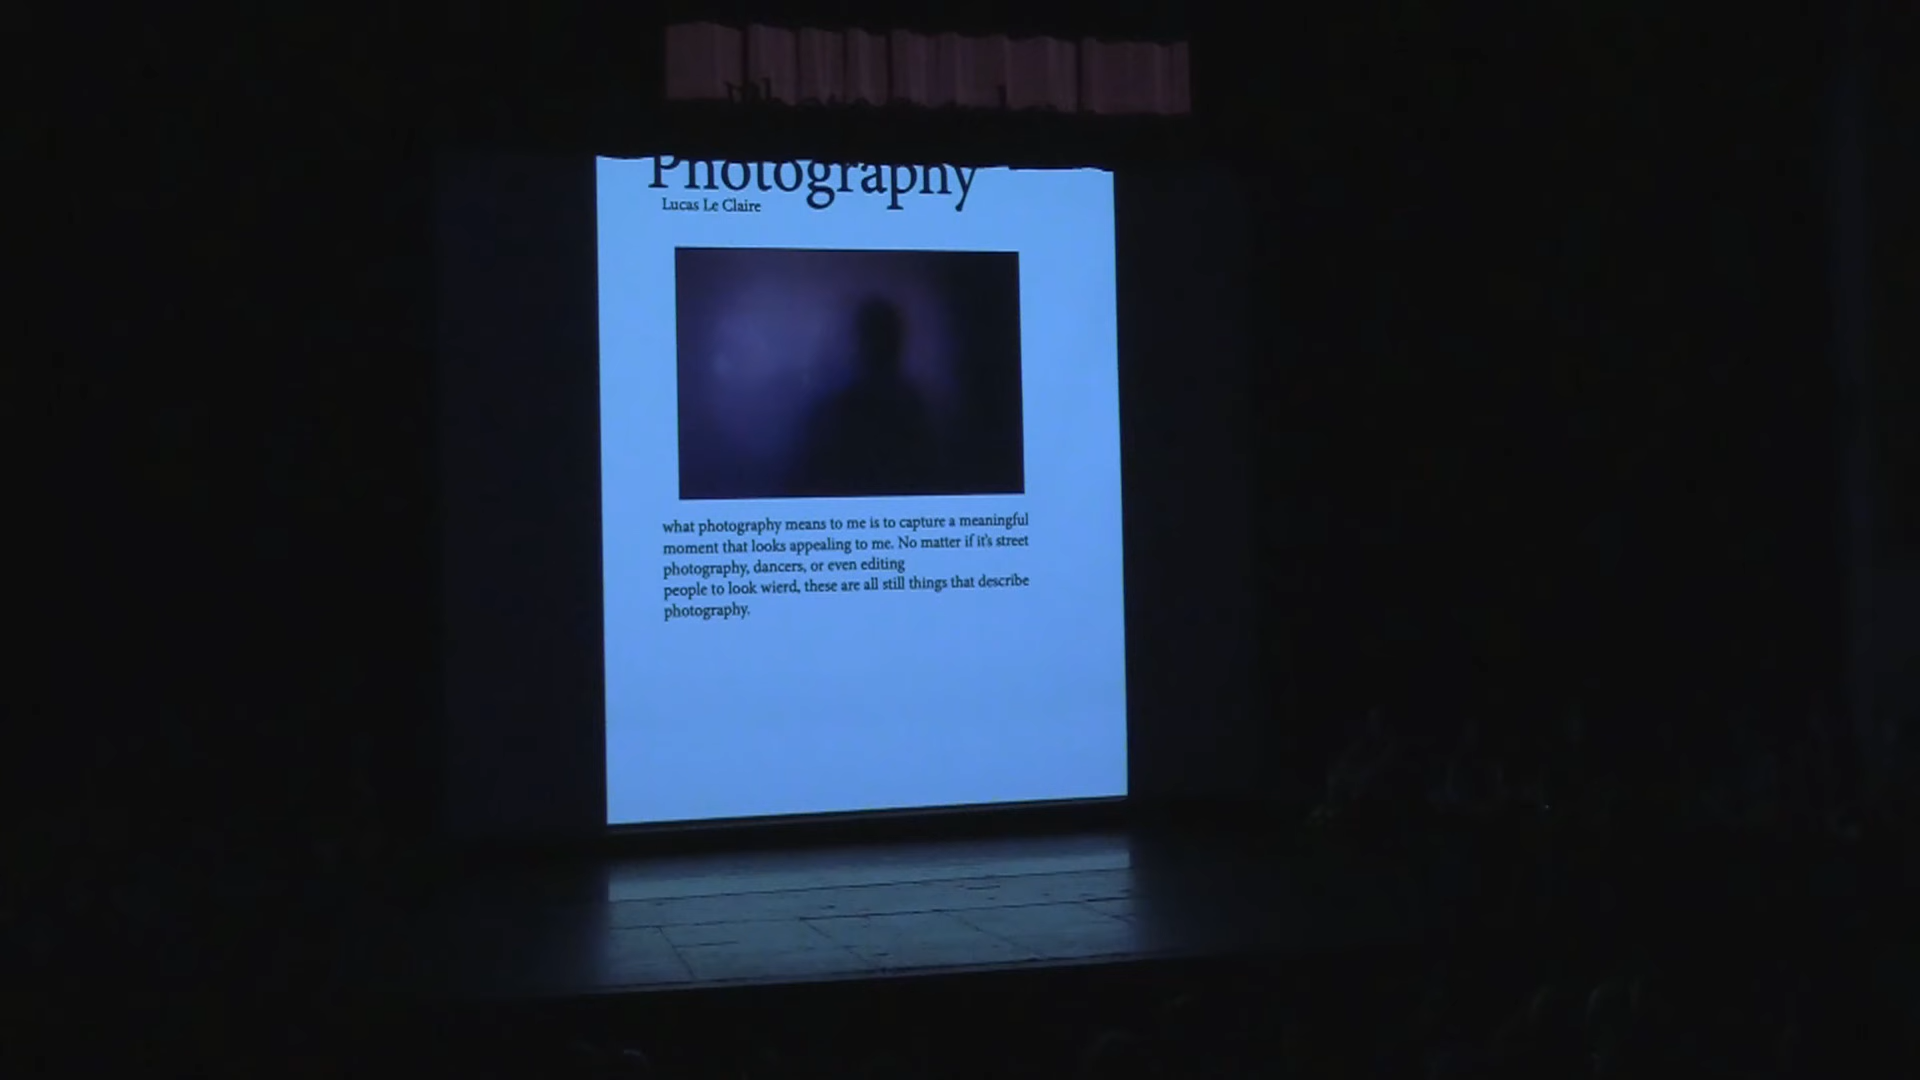 Photography
Lucas Le Claire
what photography means to me is to capture a meaningful
moment that looks appealing to me. No matter if it's street
photography, dancers, or even editing
people to look wierd, these are all still things that describe
photography.